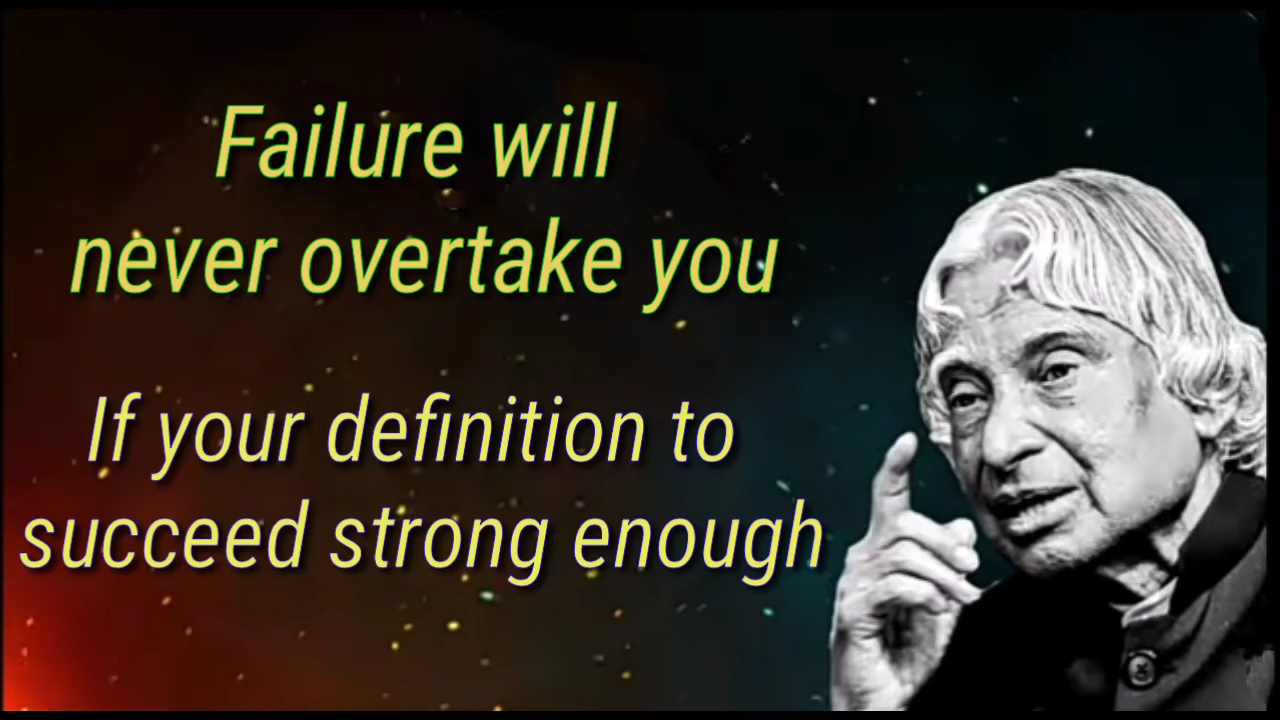 Failure will
never overtake you
If your definition to
succeed strong enough